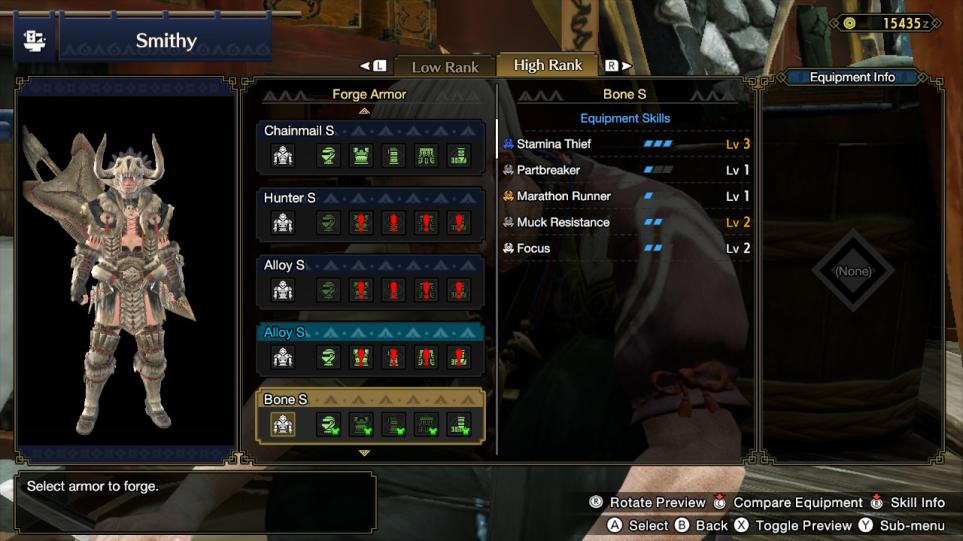 Smithy
15435z
L Low Rank High Rank R
Forge Armor
Bone S
Equipment Info
Equipment Skills
Chainmail S
Hunter S
Alloy S
Alloy S
Bone S
Stamina Thief Lv 3
Partbreaker Lv 1
Marathon Runner Lv 1
Muck Resistance Lv 2
Focus Lv 2
(None)
Select armor to forge.
R Rotate Preview Compare Equipment Skill Info
A Select B Back X Toggle Preview Y Sub-menu